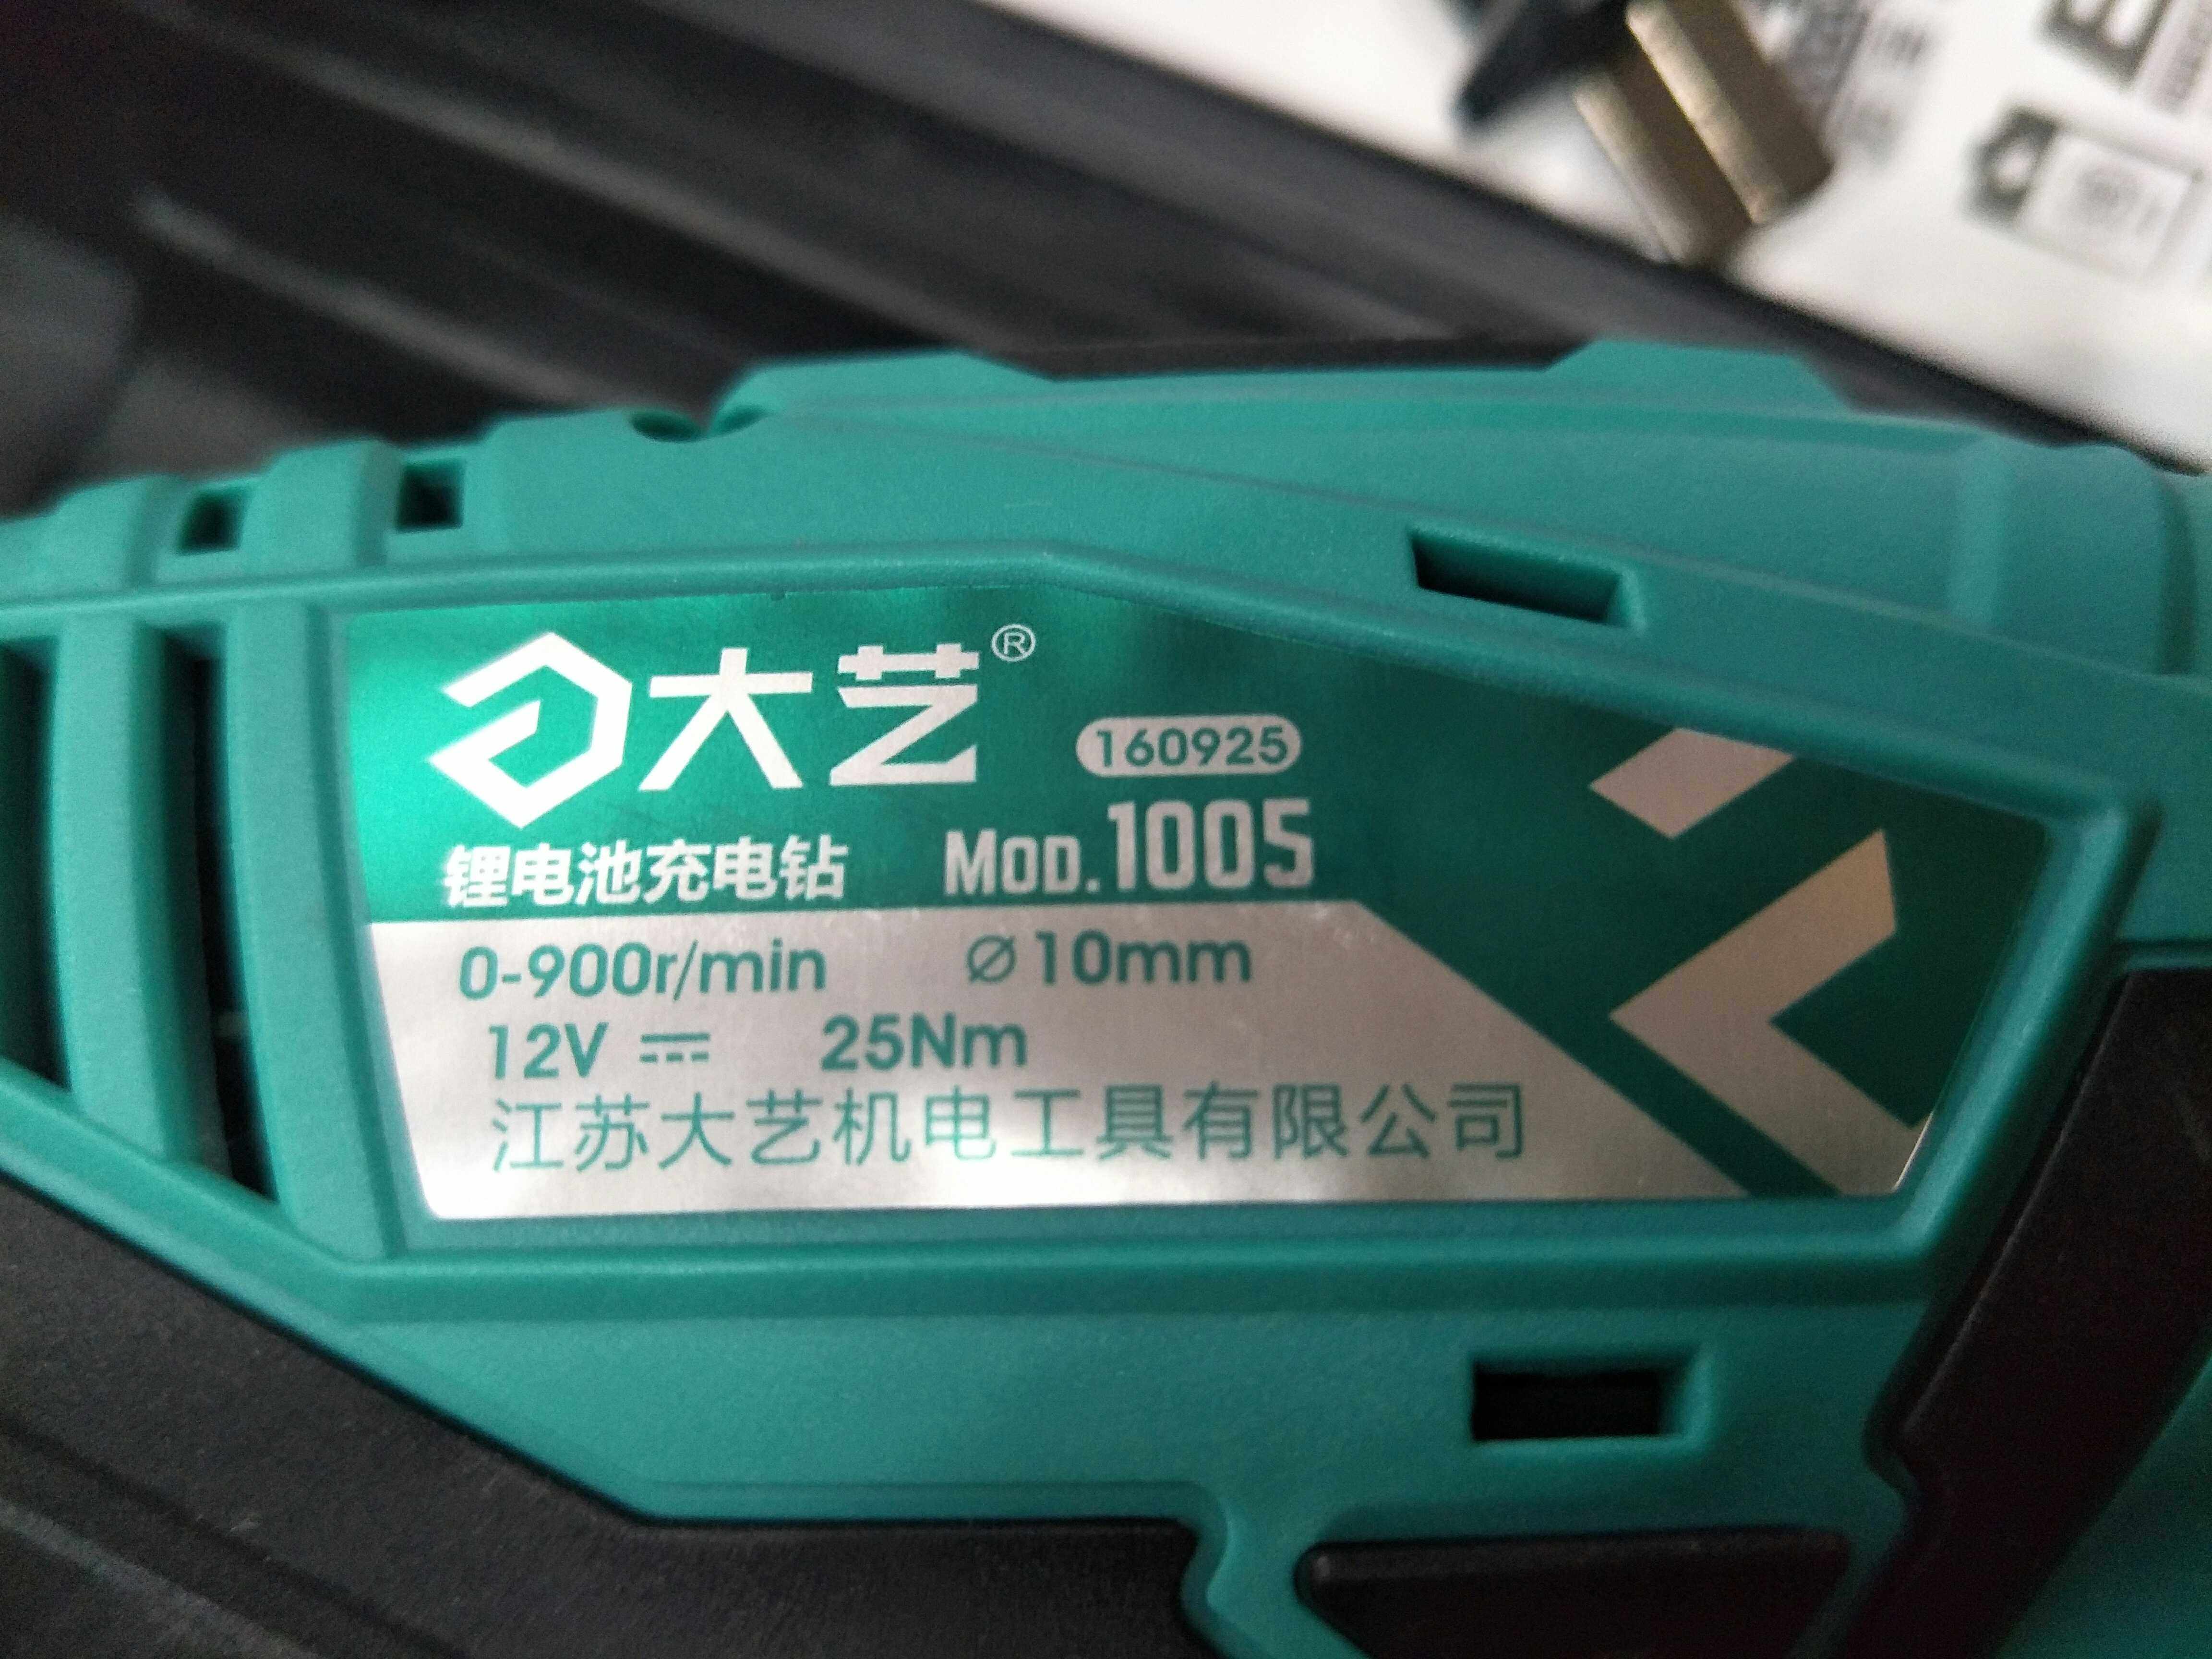 大艺®
160925
锂电池充电钻 MOD.1005
0-900r/min ⌀10mm
12V ⎓ 25Nm
江苏大艺机电工具有限公司